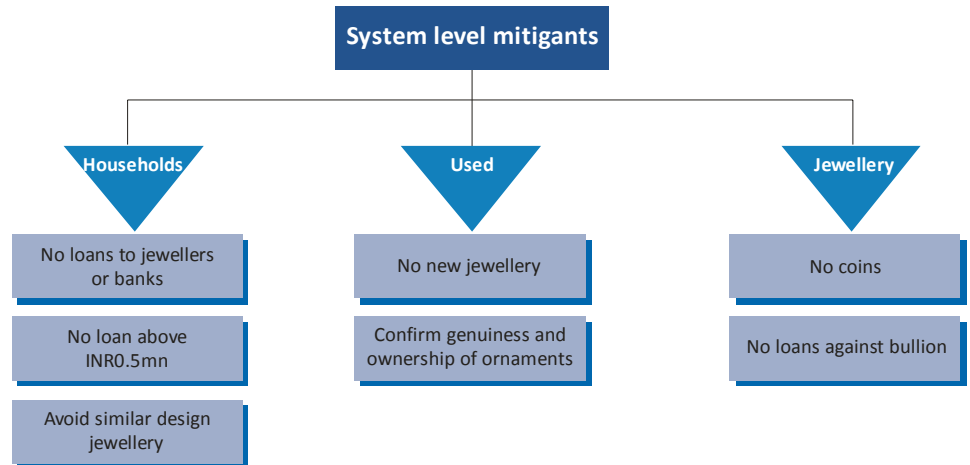 System level mitigants
Households
No loans to jewellers
or banks
No loan above
INR0.5mn
Avoid similar design
jewellery
Used
No new jewellery
Confirm genuiness and
ownership of ornaments
Jewellery
No coins
No loans against bullion